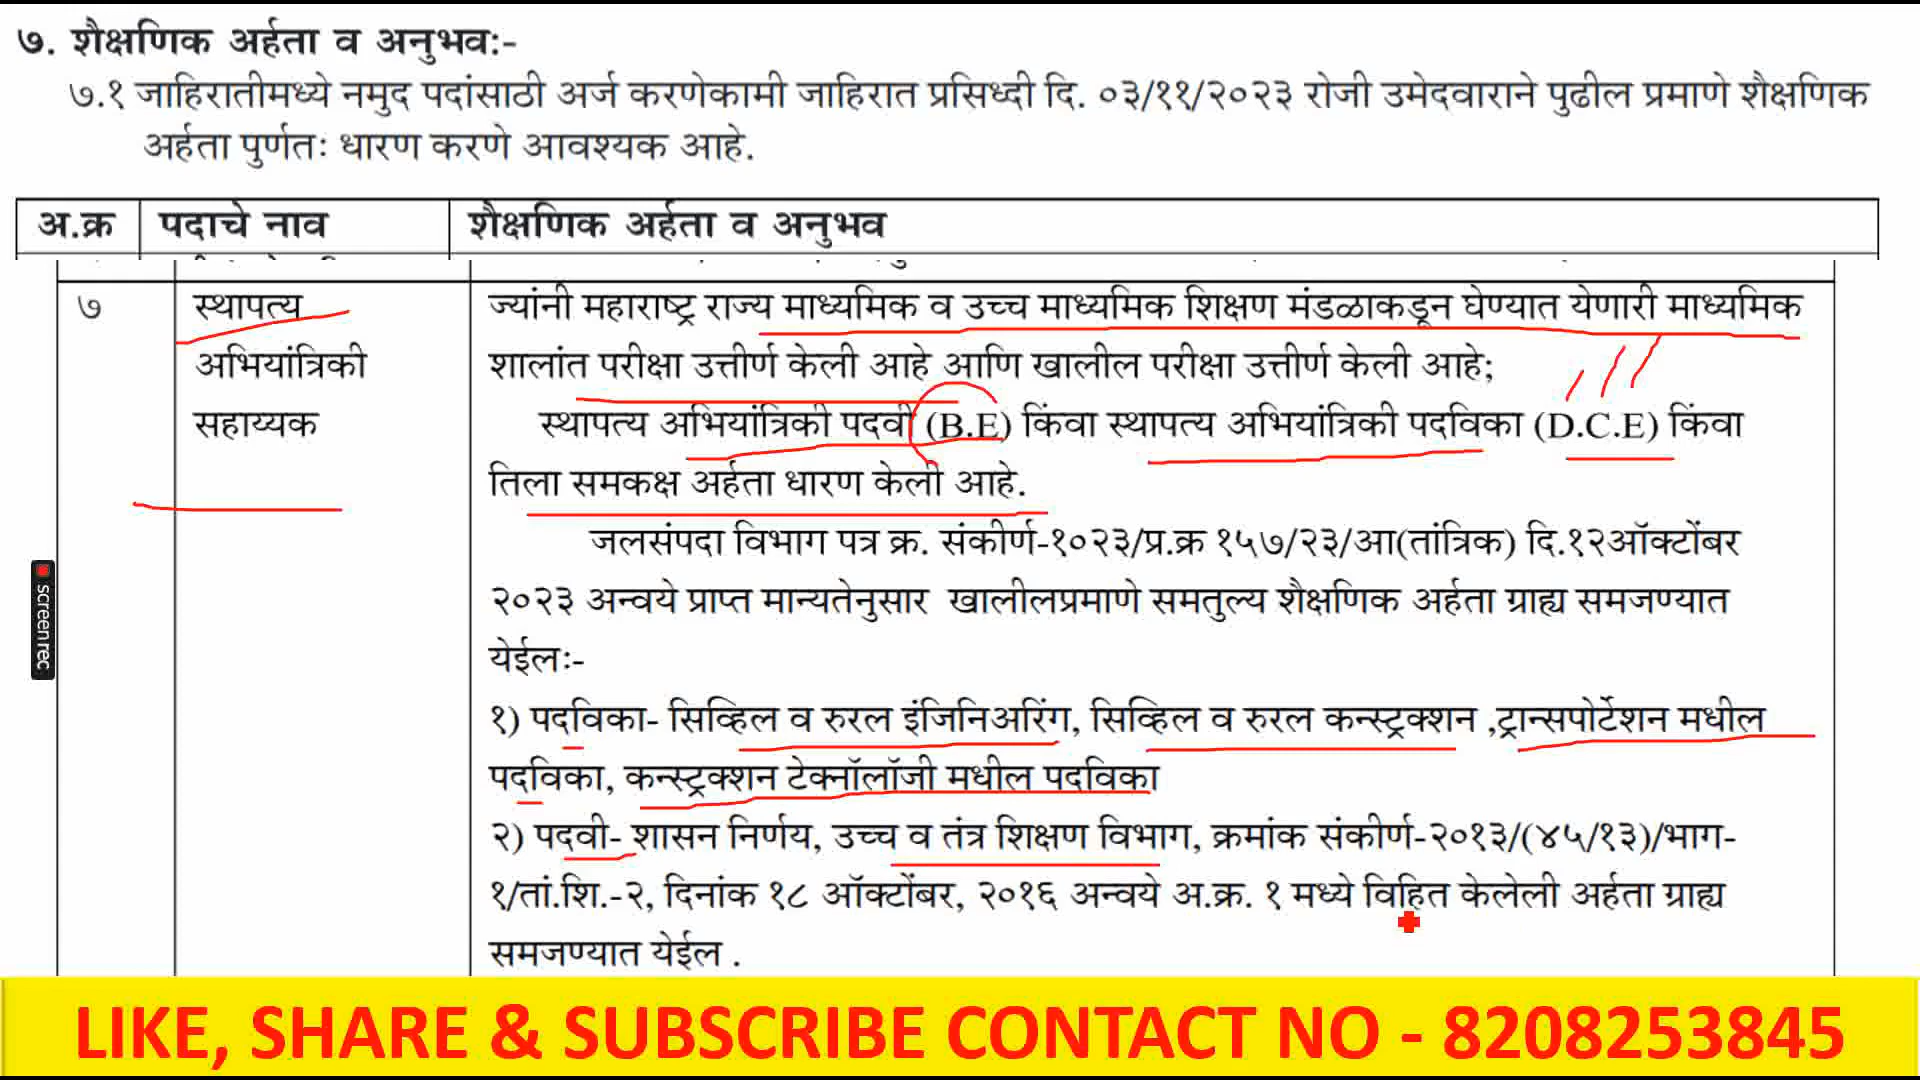 ७. शैक्षणिक अर्हता व अनुभव:-
७.१ जाहिरातीमध्ये नमुद पदांसाठी अर्ज करणेकामी जाहिरात प्रसिध्दी दि. ०३/११/२०२३ रोजी उमेदवाराने पुढील प्रमाणे शैक्षणिक
अर्हता पुर्णतः धारण करणे आवश्यक आहे.
अ.क्र पदाचे नाव शैक्षणिक अर्हता व अनुभव
७ स्थापत्य ज्यांनी महाराष्ट्र राज्य माध्यमिक व उच्च माध्यमिक शिक्षण मंडळाकडून घेण्यात येणारी माध्यमिक
अभियांत्रिकी शालांत परीक्षा उत्तीर्ण केली आहे आणि खालील परीक्षा उत्तीर्ण केली आहे;
सहाय्यक स्थापत्य अभियांत्रिकी पदवी (B.E) किंवा स्थापत्य अभियांत्रिकी पदविका (D.C.E) किंवा
तिला समकक्ष अर्हता धारण केली आहे.
जलसंपदा विभाग पत्र क्र. संकीर्ण-१०२३/प्र.क्र १५७/२३/आ(तांत्रिक) दि.१२ऑक्टोंबर
२०२३ अन्वये प्राप्त मान्यतेनुसार खालीलप्रमाणे समतुल्य शैक्षणिक अर्हता ग्राह्य समजण्यात
येईलः-
१) पदविका- सिव्हिल व रुरल इंजिनिअरिंग, सिव्हिल व रुरल कन्स्ट्रक्शन ,ट्रान्सपोर्टेशन मधील
पदविका, कन्स्ट्रक्शन टेक्नॉलॉजी मधील पदविका
२) पदवी- शासन निर्णय, उच्च व तंत्र शिक्षण विभाग, क्रमांक संकीर्ण-२०१३/(४५/१३)/भाग-
१/तां.शि.-२, दिनांक १८ ऑक्टोंबर, २०१६ अन्वये अ.क्र. १ मध्ये विहित केलेली अर्हता ग्राह्य
समजण्यात येईल .
screenrec
LIKE, SHARE & SUBSCRIBE CONTACT NO - 8208253845